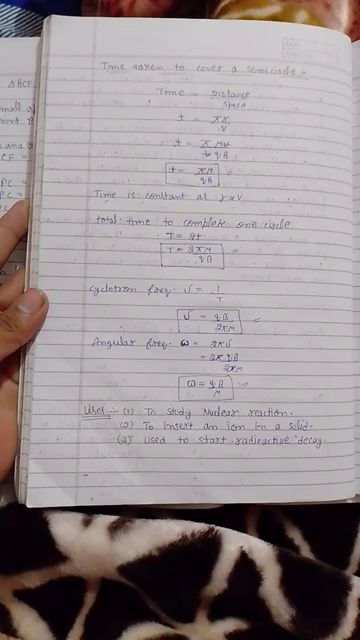 ABCF
Time taken to cover a semicircle :-
Time = Distance / speed
t = πr / v
t = π Mv / v qB
t = πM / qB
Time is constant as r α v
total time to complete one circle
T = 2t
T = 2πM / qB
cyclotron freq. υ = 1 / T
υ = qB / 2πM
Angular freq. ω = 2πυ
= 2π qB / 2πM
ω = qB / M
Uses :- (1) To study Nuclear reaction.
(2) To insert an ion in a solid.
(3) Used to start radioactive decay.